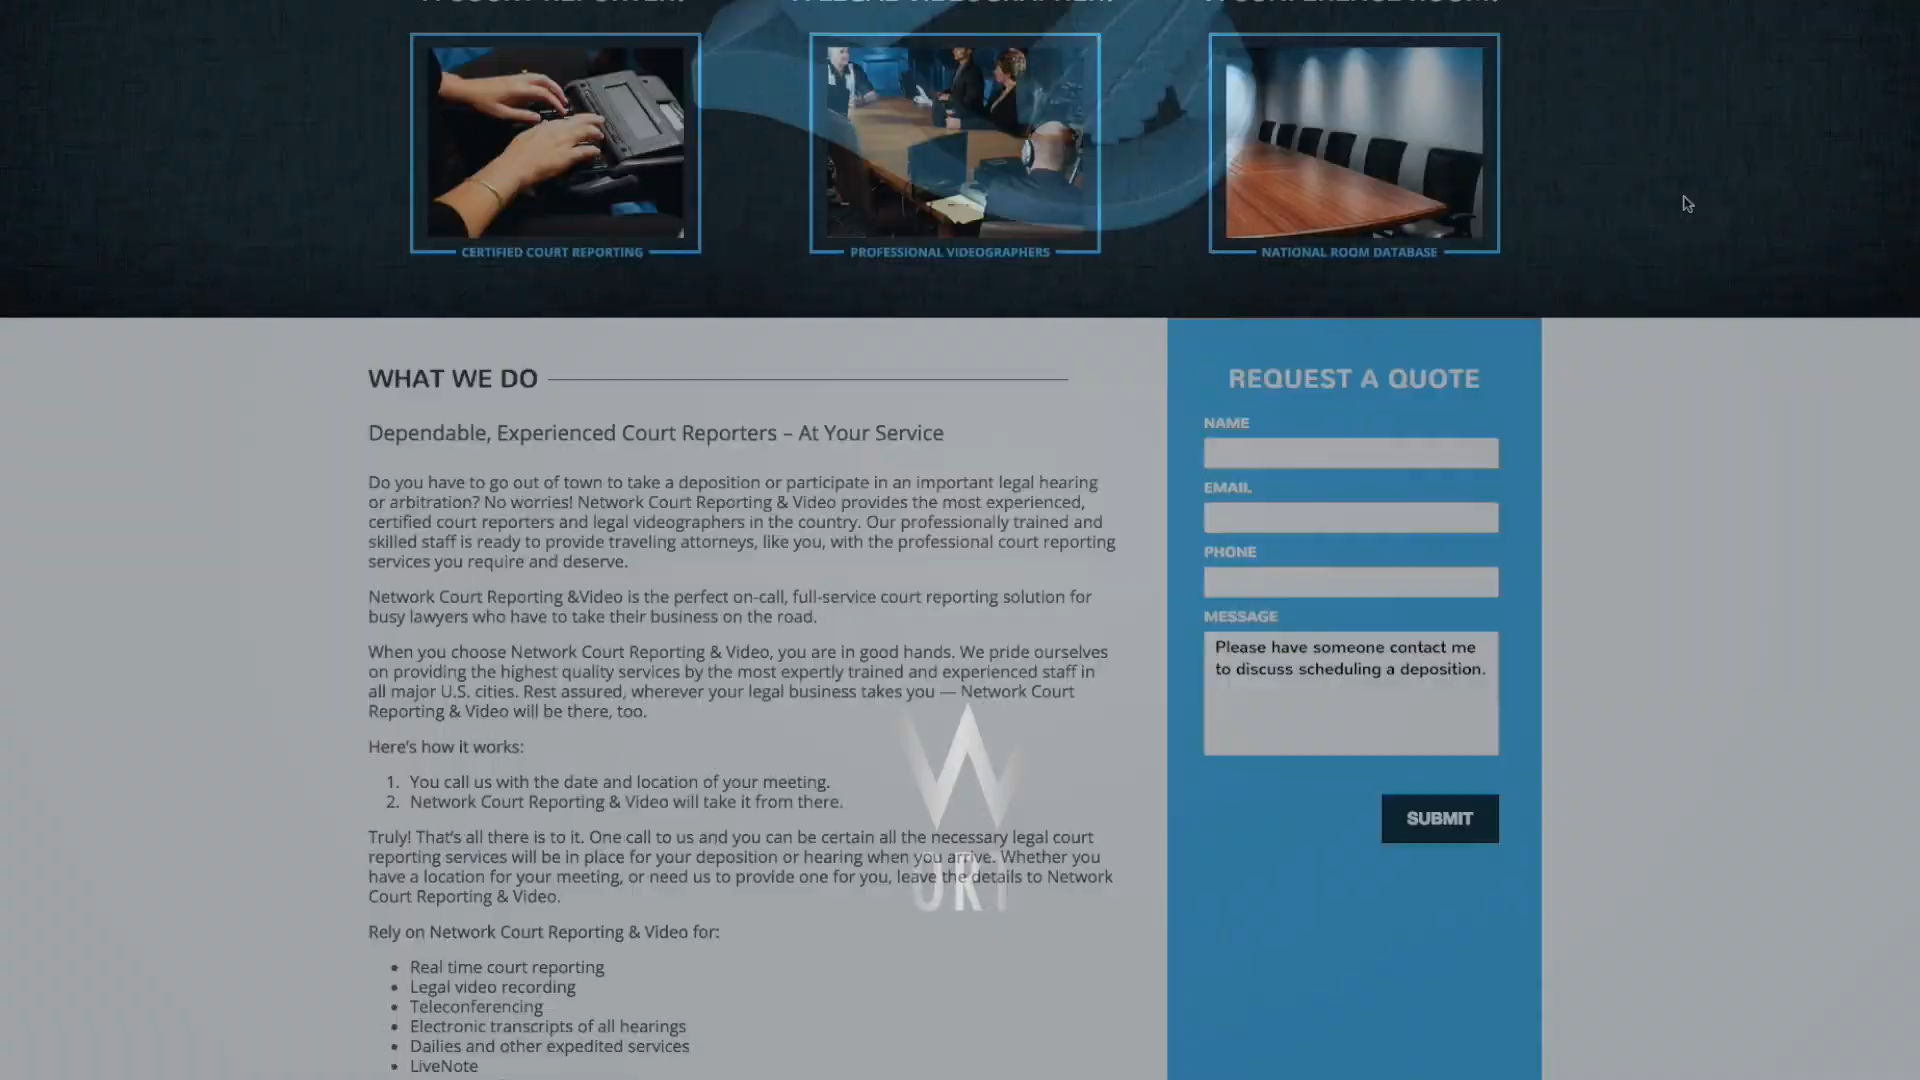 CERTIFIED COURT REPORTING
PROFESSIONAL VIDEOGRAPHERS
NATIONAL ROOM DATABASE
WHAT WE DO
Dependable, Experienced Court Reporters – At Your Service
Do you have to go out of town to take a deposition or participate in an important legal hearing
or arbitration? No worries! Network Court Reporting & Video provides the most experienced,
certified court reporters and legal videographers in the country. Our professionally trained and
skilled staff is ready to provide traveling attorneys, like you, with the professional court reporting
services you require and deserve.
Network Court Reporting &Video is the perfect on-call, full-service court reporting solution for
busy lawyers who have to take their business on the road.
When you choose Network Court Reporting & Video, you are in good hands. We pride ourselves
on providing the highest quality services by the most expertly trained and experienced staff in
all major U.S. cities. Rest assured, wherever your legal business takes you — Network Court
Reporting & Video will be there, too.
Here's how it works:
1. You call us with the date and location of your meeting.
2. Network Court Reporting & Video will take it from there.
Truly! That's all there is to it. One call to us and you can be certain all the necessary legal court
reporting services will be in place for your deposition or hearing when you arrive. Whether you
have a location for your meeting, or need us to provide one for you, leave the details to Network
Court Reporting & Video.
Rely on Network Court Reporting & Video for:
• Real time court reporting
• Legal video recording
• Teleconferencing
• Electronic transcripts of all hearings
• Dailies and other expedited services
• LiveNote
REQUEST A QUOTE
NAME
EMAIL
PHONE
MESSAGE
Please have someone contact me
to discuss scheduling a deposition.
SUBMIT
W